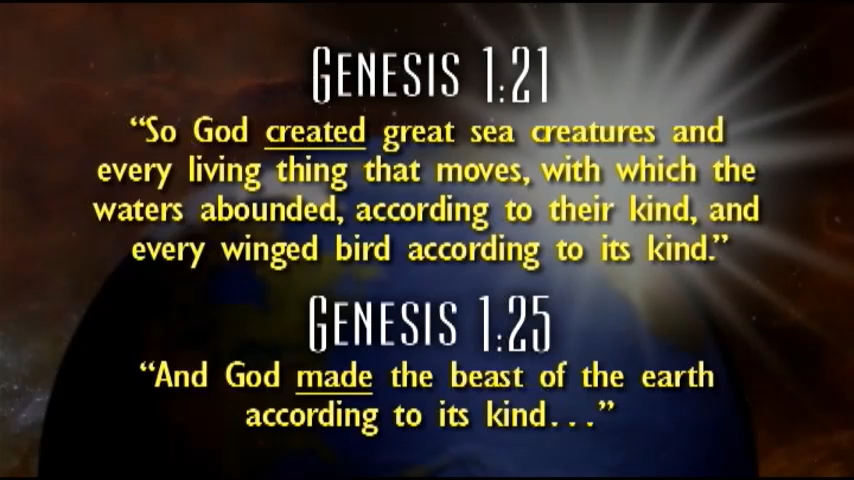 GENESIS 1:21
“So God created great sea creatures and
every living thing that moves, with which the
waters abounded, according to their kind, and
every winged bird according to its kind.”
GENESIS 1:25
“And God made the beast of the earth
according to its kind. . .”